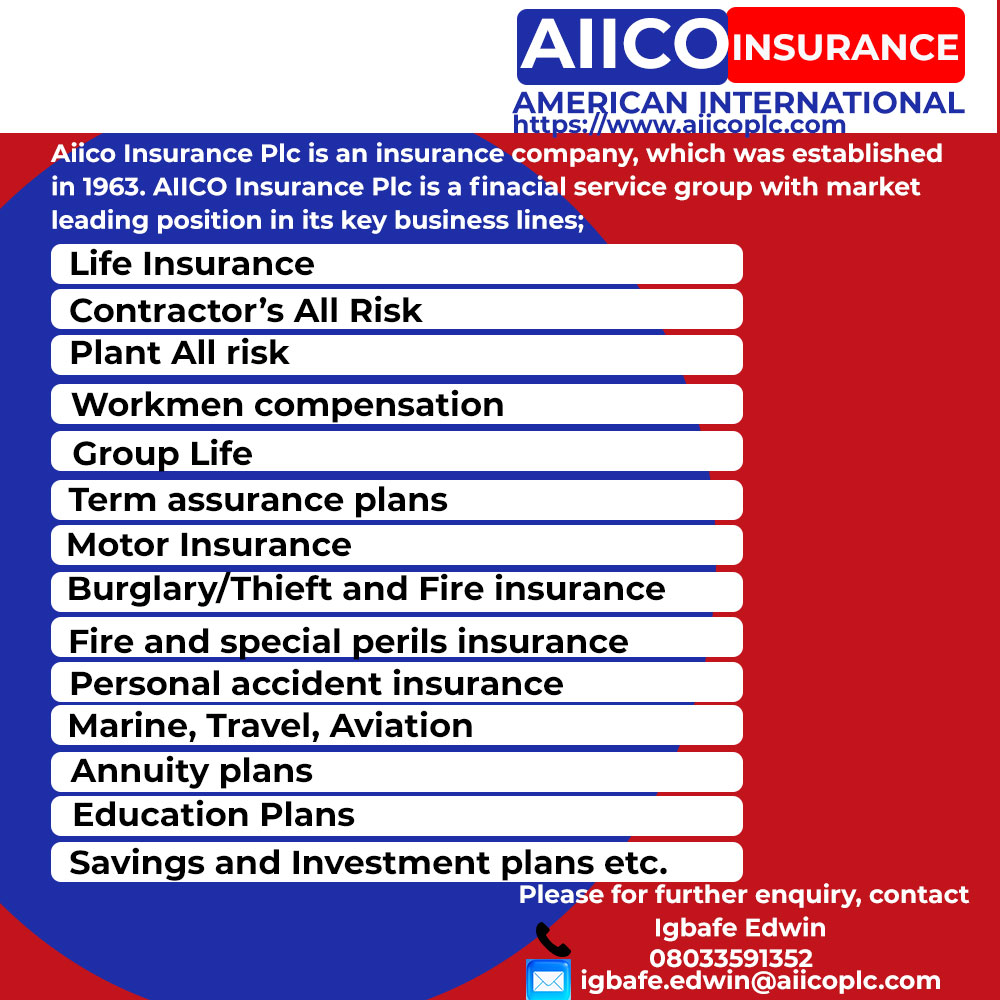 AIICO INSURANCE
AMERICAN INTERNATIONAL
https://www.aiicoplc.com
Aiico Insurance Plc is an insurance company, which was established
in 1963. AIICO Insurance Plc is a finacial service group with market
leading position in its key business lines;
Life Insurance
Contractor’s All Risk
Plant All risk
Workmen compensation
Group Life
Term assurance plans
Motor Insurance
Burglary/Thieft and Fire insurance
Fire and special perils insurance
Personal accident insurance
Marine, Travel, Aviation
Annuity plans
Education Plans
Savings and Investment plans etc.
Please for further enquiry, contact
Igbafe Edwin
08033591352
igbafe.edwin@aiicoplc.com